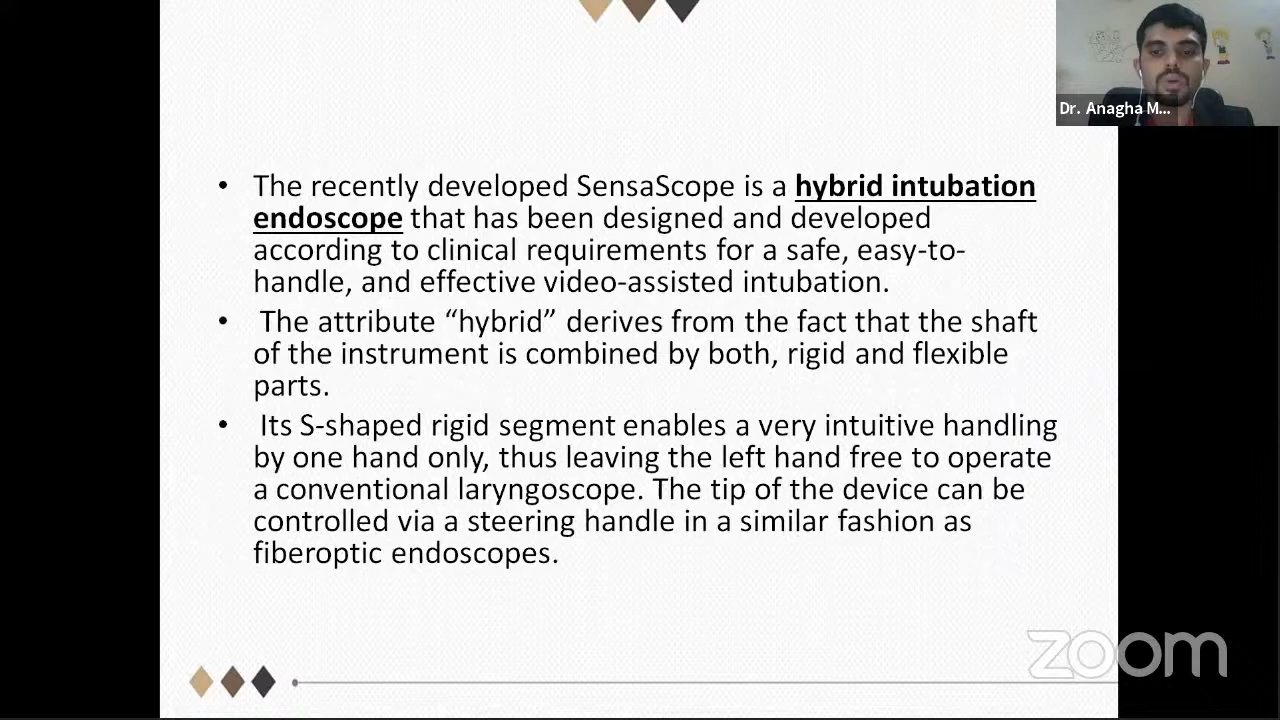 Dr. Anagha M...
• The recently developed SensaScope is a hybrid intubation
endoscope that has been designed and developed
according to clinical requirements for a safe, easy-to-
handle, and effective video-assisted intubation.
• The attribute “hybrid” derives from the fact that the shaft
of the instrument is combined by both, rigid and flexible
parts.
• Its S-shaped rigid segment enables a very intuitive handling
by one hand only, thus leaving the left hand free to operate
a conventional laryngoscope. The tip of the device can be
controlled via a steering handle in a similar fashion as
fiberoptic endoscopes.
zoom